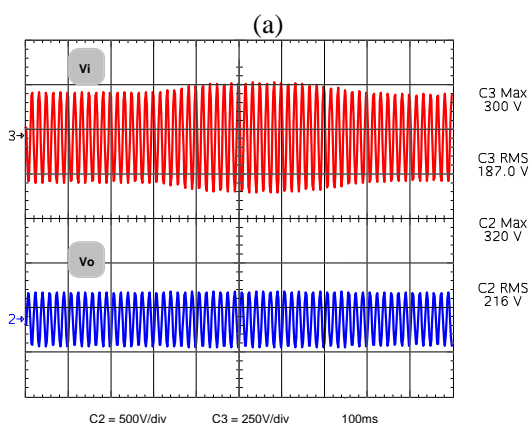 (a)
Vi
C3 Max
300 V
3
C3 RMS
187.0 V
C2 Max
320 V
Vo
C2 RMS
216 V
2
C2 = 500V/div C3 = 250V/div 100ms